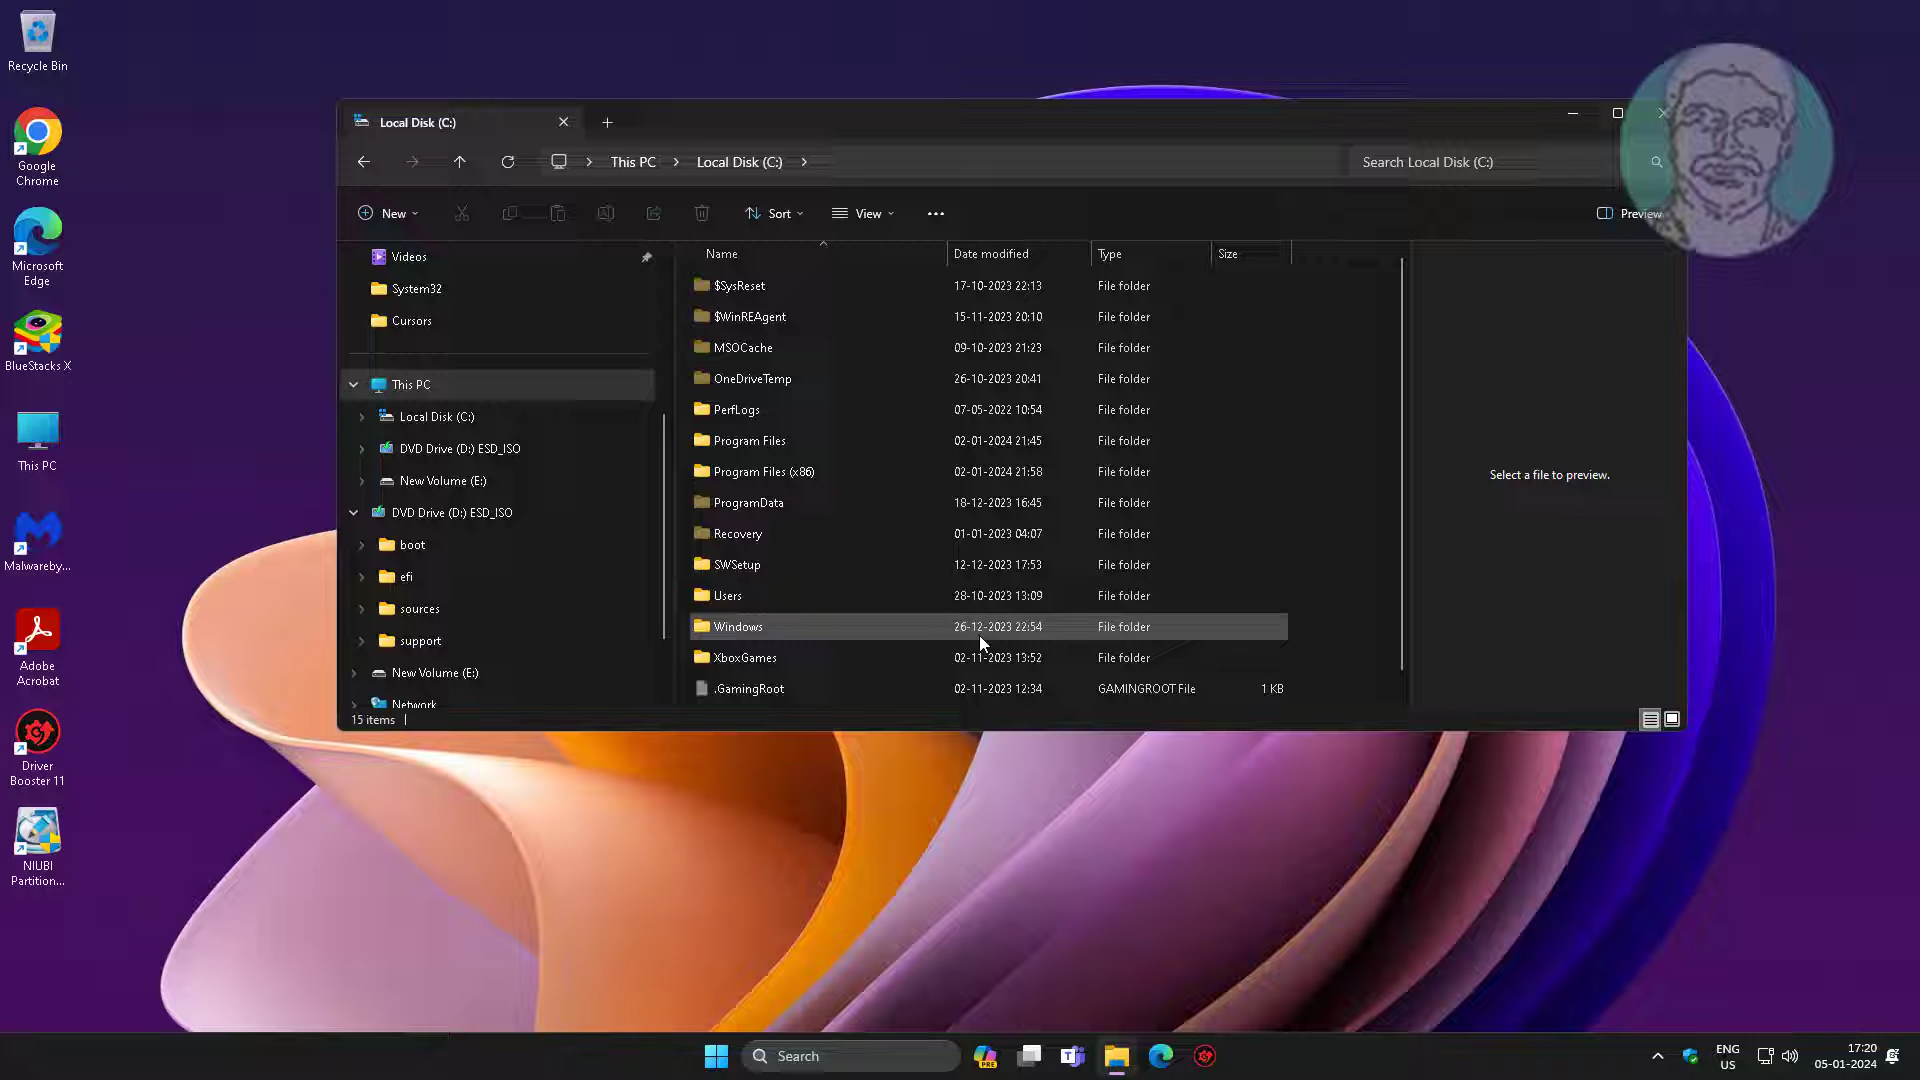 Recycle Bin
Google
Chrome
Microsoft
Edge
BlueStacks X
This PC
Malwareby...
Adobe
Acrobat
Driver
Booster 11
NIUBI
Partition...
Local Disk (C:)
This PC
Local Disk (C:)
Search Local Disk (C:)
New
Sort
View
Preview
Videos
System32
Cursors
This PC
Local Disk (C:)
DVD Drive (D:) ESD_ISO
New Volume (E:)
DVD Drive (D:) ESD_ISO
boot
efi
sources
support
New Volume (E:)
Network
Name Date modified Type Size
$SysReset 17-10-2023 22:13 File folder
$WinREAgent 15-11-2023 20:10 File folder
MSOCache 09-10-2023 21:23 File folder
OneDriveTemp 26-10-2023 20:41 File folder
PerfLogs 07-05-2022 10:54 File folder
Program Files 02-01-2024 21:45 File folder
Program Files (x86) 02-01-2024 21:58 File folder
ProgramData 18-12-2023 16:45 File folder
Recovery 01-01-2023 04:07 File folder
SWSetup 12-12-2023 17:53 File folder
Users 28-10-2023 13:09 File folder
Windows 26-12-2023 22:54 File folder
XboxGames 02-11-2023 13:52 File folder
.GamingRoot 02-11-2023 12:34 GAMINGROOT File 1 KB
Select a file to preview.
15 items
Search
PRE
ENG
US
17:20
05-01-2024